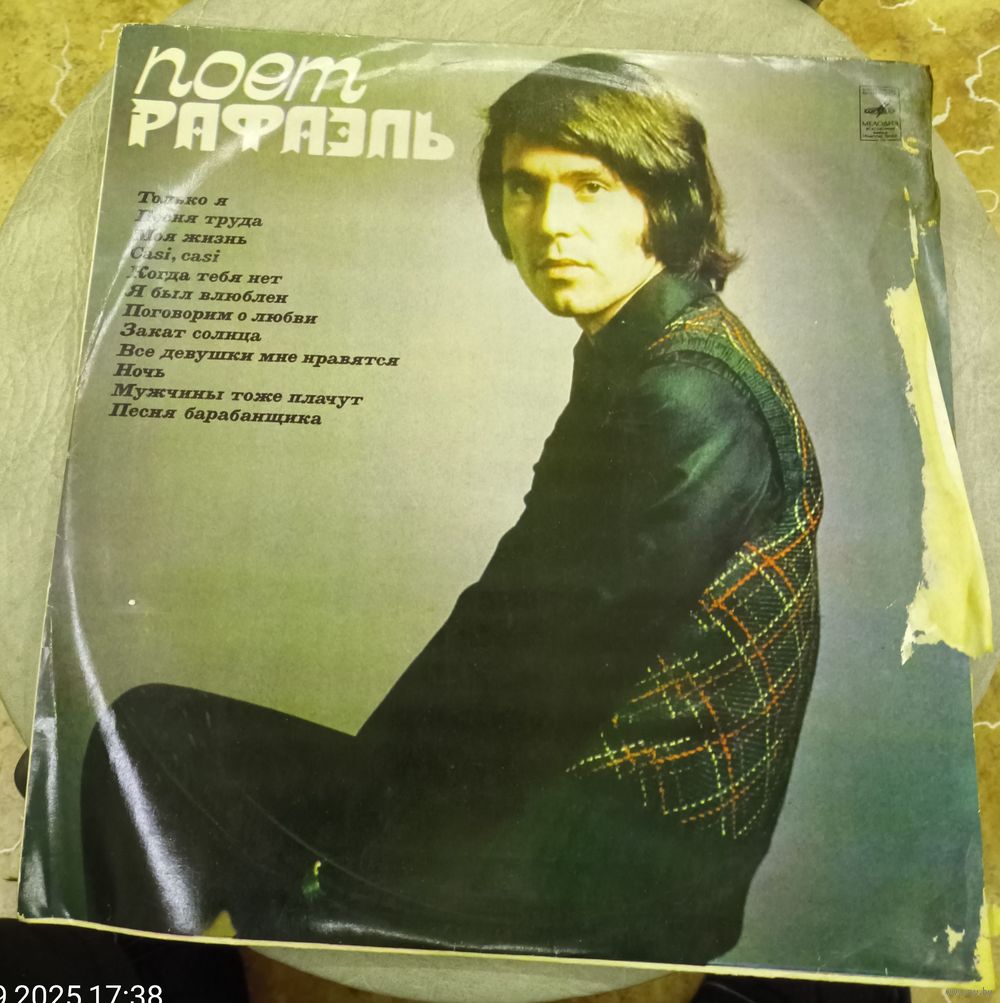 поет
РАФАЭЛЬ
МЕЛОДИЯ
Только я
Песня труда
Моя жизнь
Casi, casi
Когда тебя нет
Я был влюблен
Поговорим о любви
Закат солнца
Все девушки мне нравятся
Ночь
Мужчины тоже плачут
Песня барабанщика
9 2025 17:38